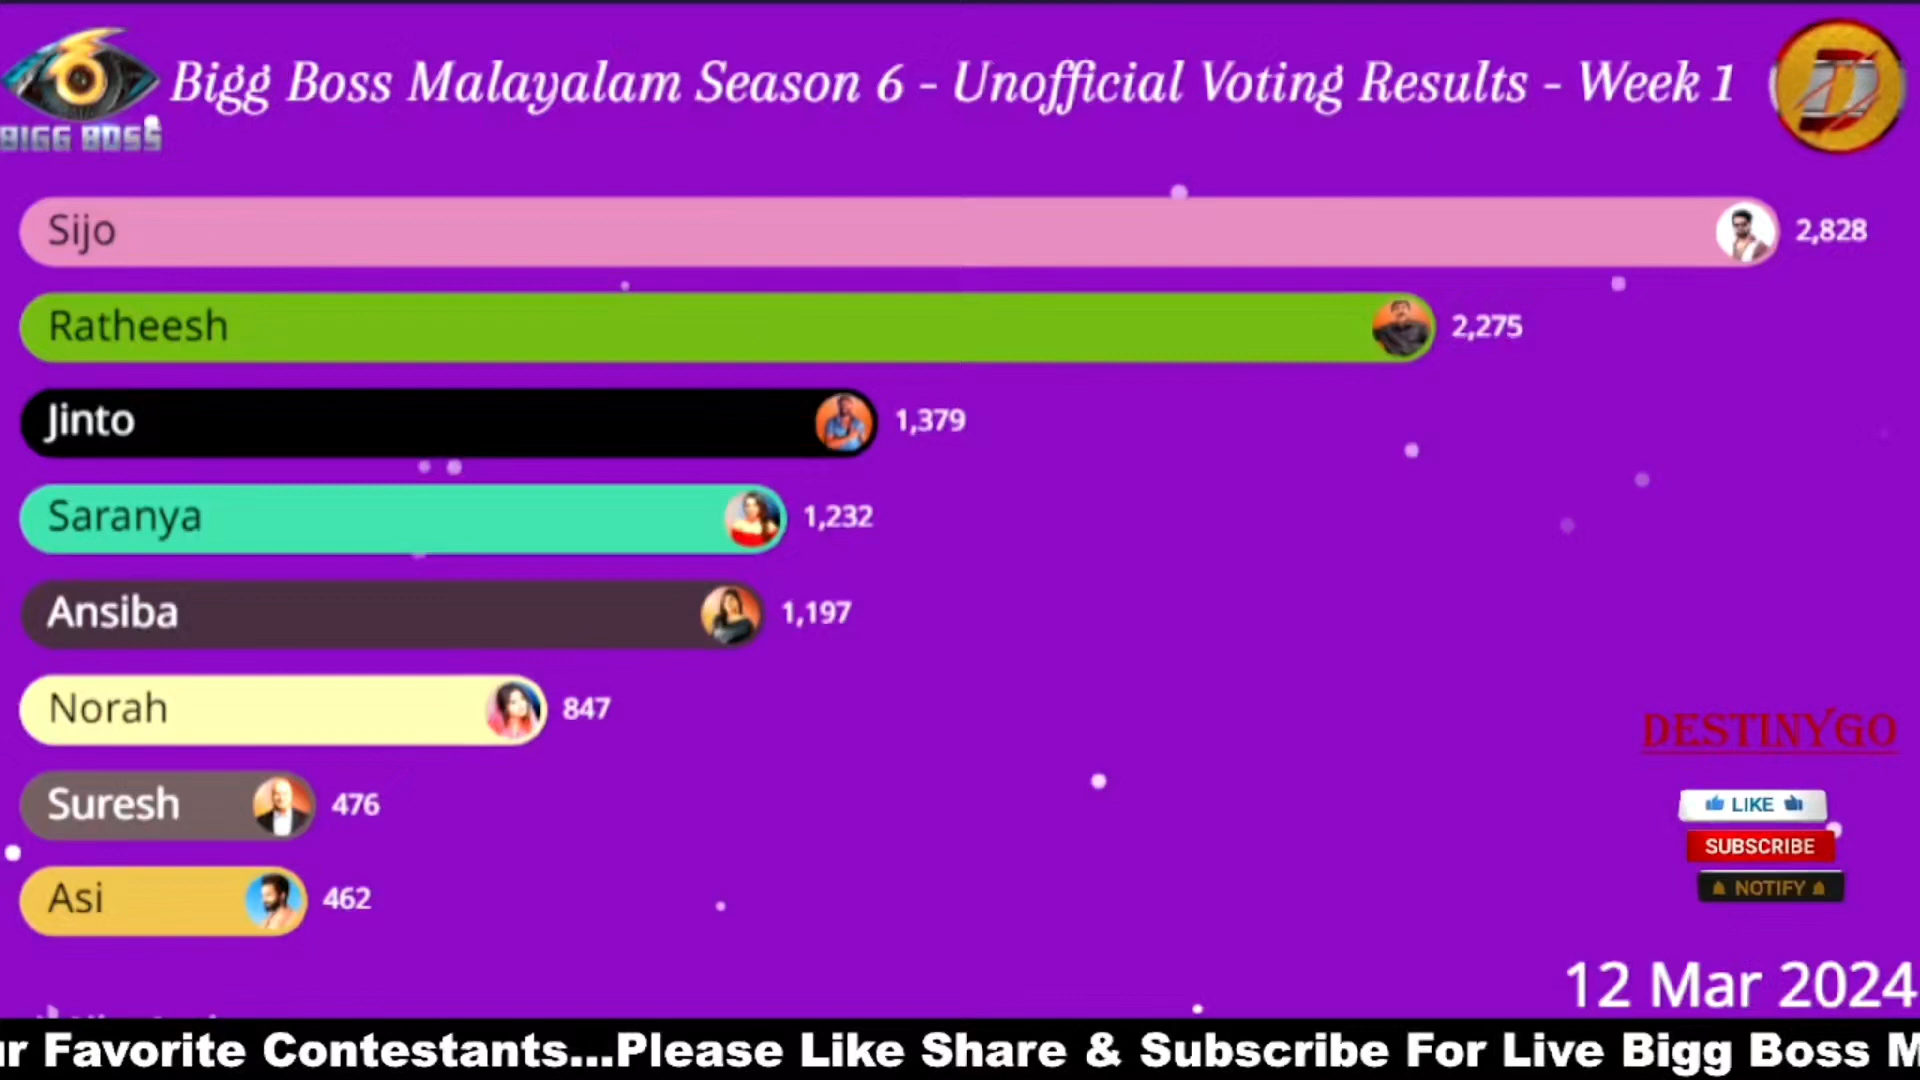 Bigg Boss Malayalam Season 6 - Unofficial Voting Results - Week 1
BIGG BOSS
Sijo 2,828
Ratheesh 2,275
Jinto 1,379
Saranya 1,232
Ansiba 1,197
Norah 847
Suresh 476
Asi 462
DESTINYGO
LIKE
SUBSCRIBE
NOTIFY
12 Mar 2024
ur Favorite Contestants...Please Like Share & Subscribe For Live Bigg Boss M